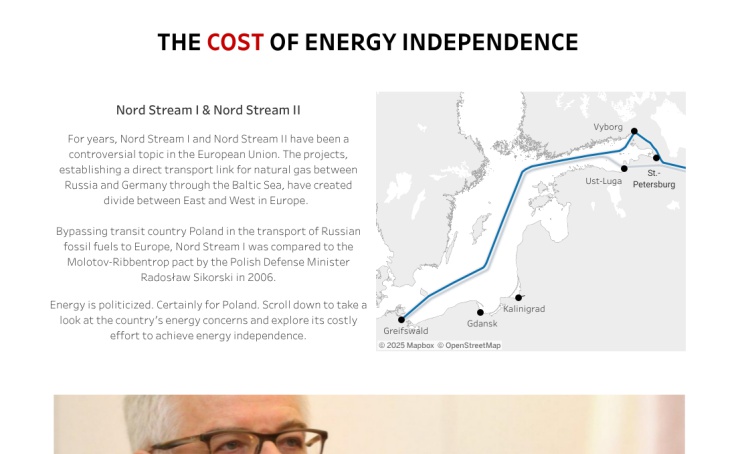 THE COST OF ENERGY INDEPENDENCE
Nord Stream I & Nord Stream II
For years, Nord Stream I and Nord Stream II have been a
controversial topic in the European Union. The projects,
establishing a direct transport link for natural gas between
Russia and Germany through the Baltic Sea, have created
divide between East and West in Europe.
Bypassing transit country Poland in the transport of Russian
fossil fuels to Europe, Nord Stream I was compared to the
Molotov-Ribbentrop pact by the Polish Defense Minister
Radosław Sikorski in 2006.
Energy is politicized. Certainly for Poland. Scroll down to take a
look at the country's energy concerns and explore its costly
effort to achieve energy independence.
Vyborg
Ust-Luga
St.-
Petersburg
Kalinigrad
Gdansk
Greifswald
© 2025 Mapbox © OpenStreetMap